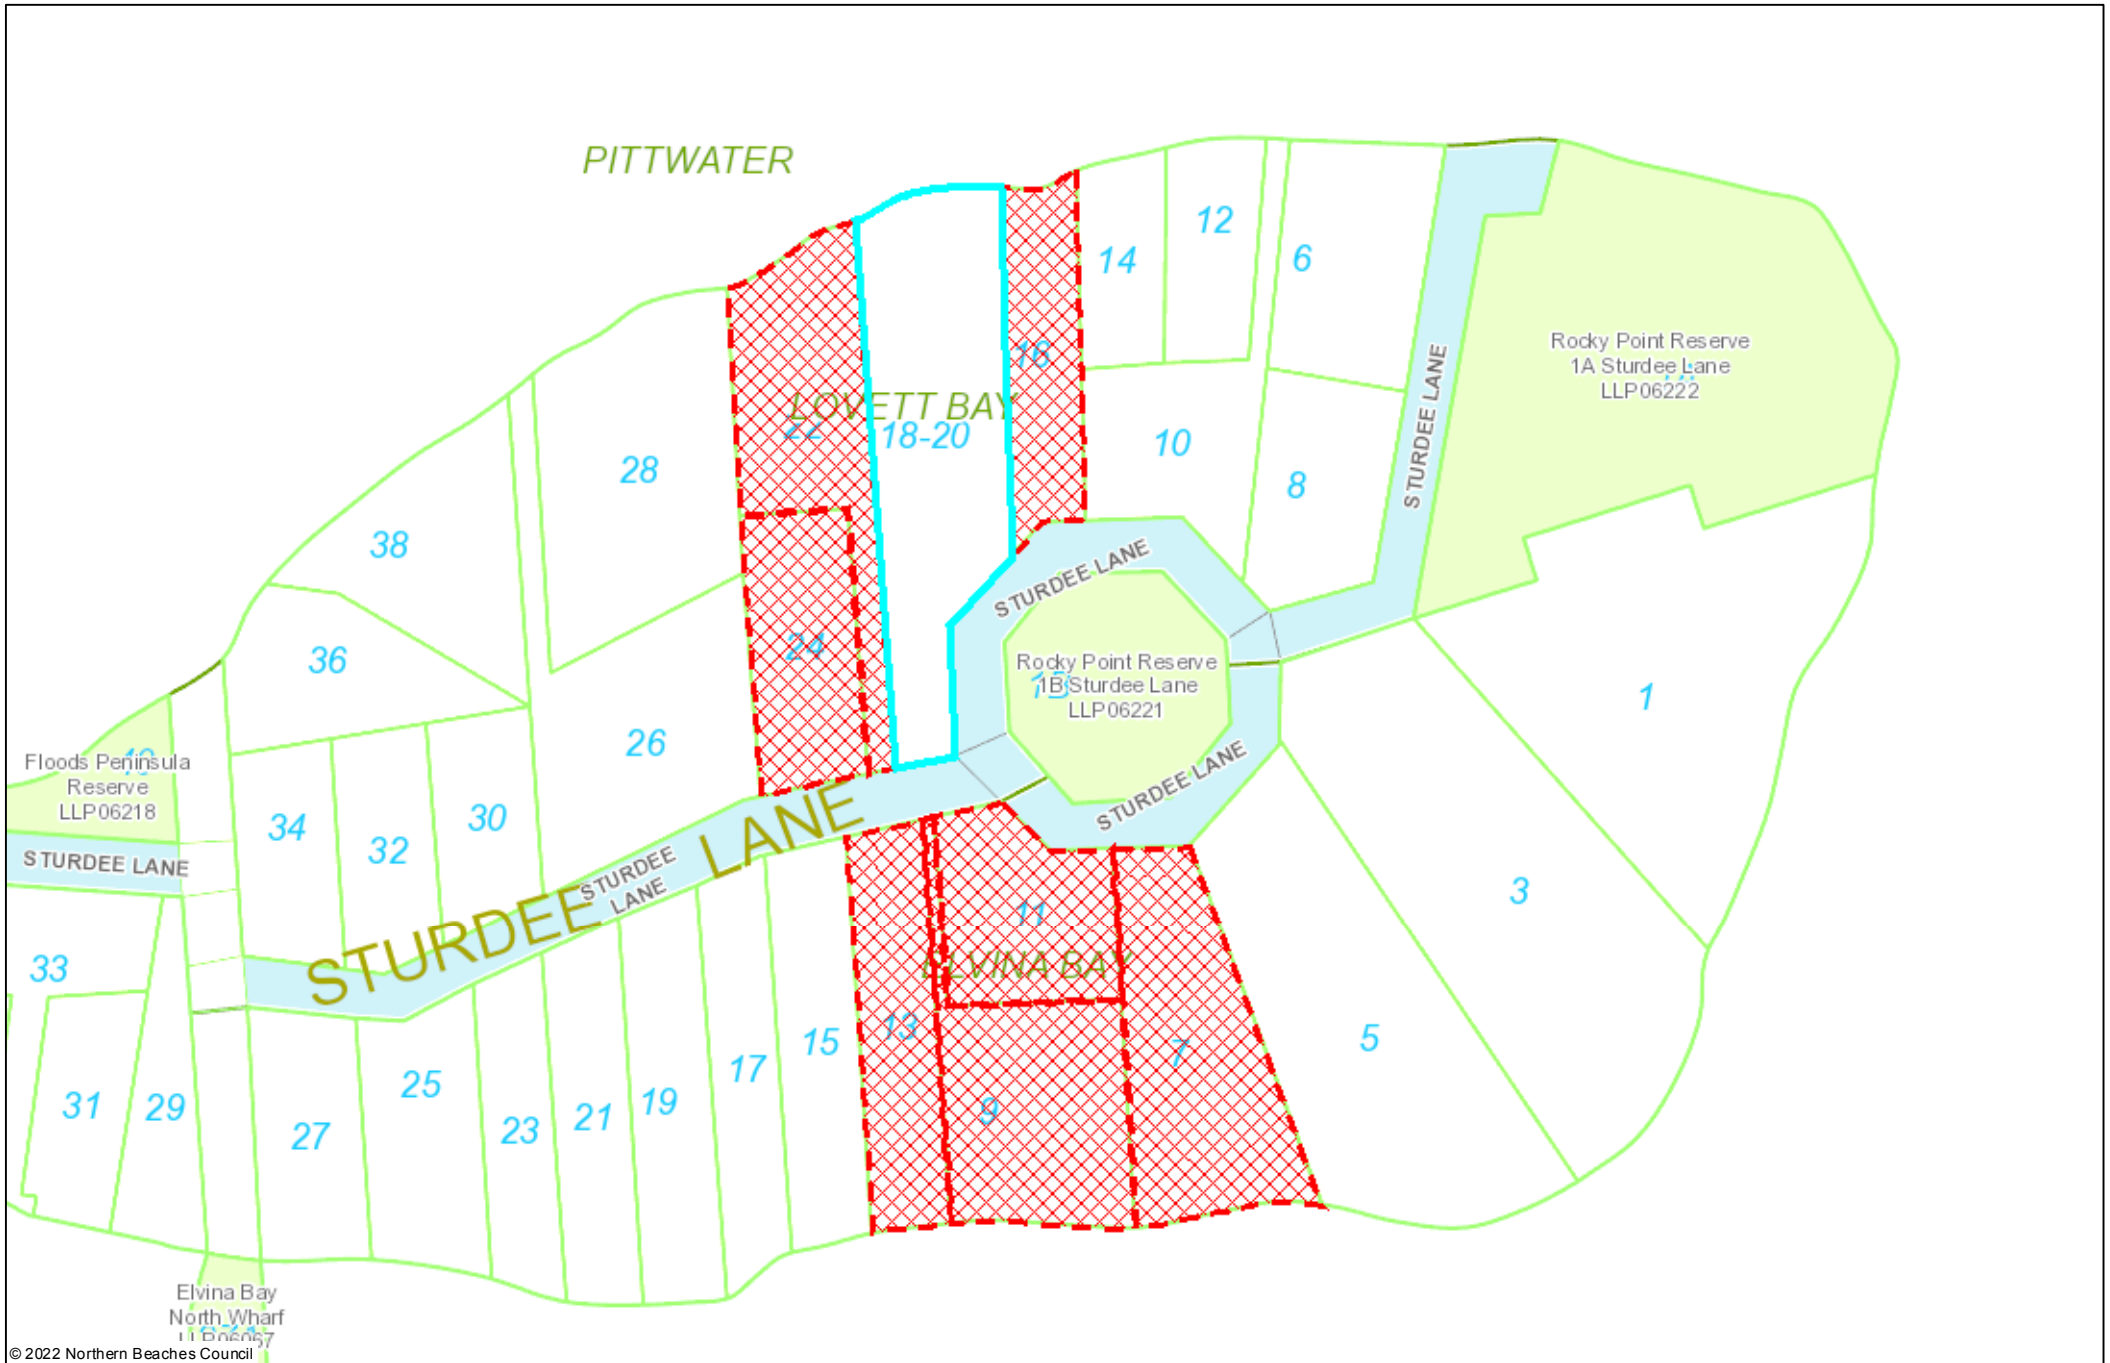 PITTWATER
12
14
6
Rocky Point Reserve
1A Sturdee Lane
LLP06222
16
LOVETT BAY
22
18-20
10
STURDEE LANE
28
8
38
STURDEE LANE
24
36
Rocky Point Reserve
1B Sturdee Lane
LLP06221
1B
1
26
Floods Peninsula
Reserve
LLP06218
40
STURDEE LANE
34
32
30
STURDEE LANE
STURDEE LANE
STURDEE
LANE
3
11
ELVINA BAY
33
13
15
7
5
17
25
19
21
23
9
31
29
27
Elvina Bay
North Wharf
LLP06067
© 2022 Northern Beaches Council